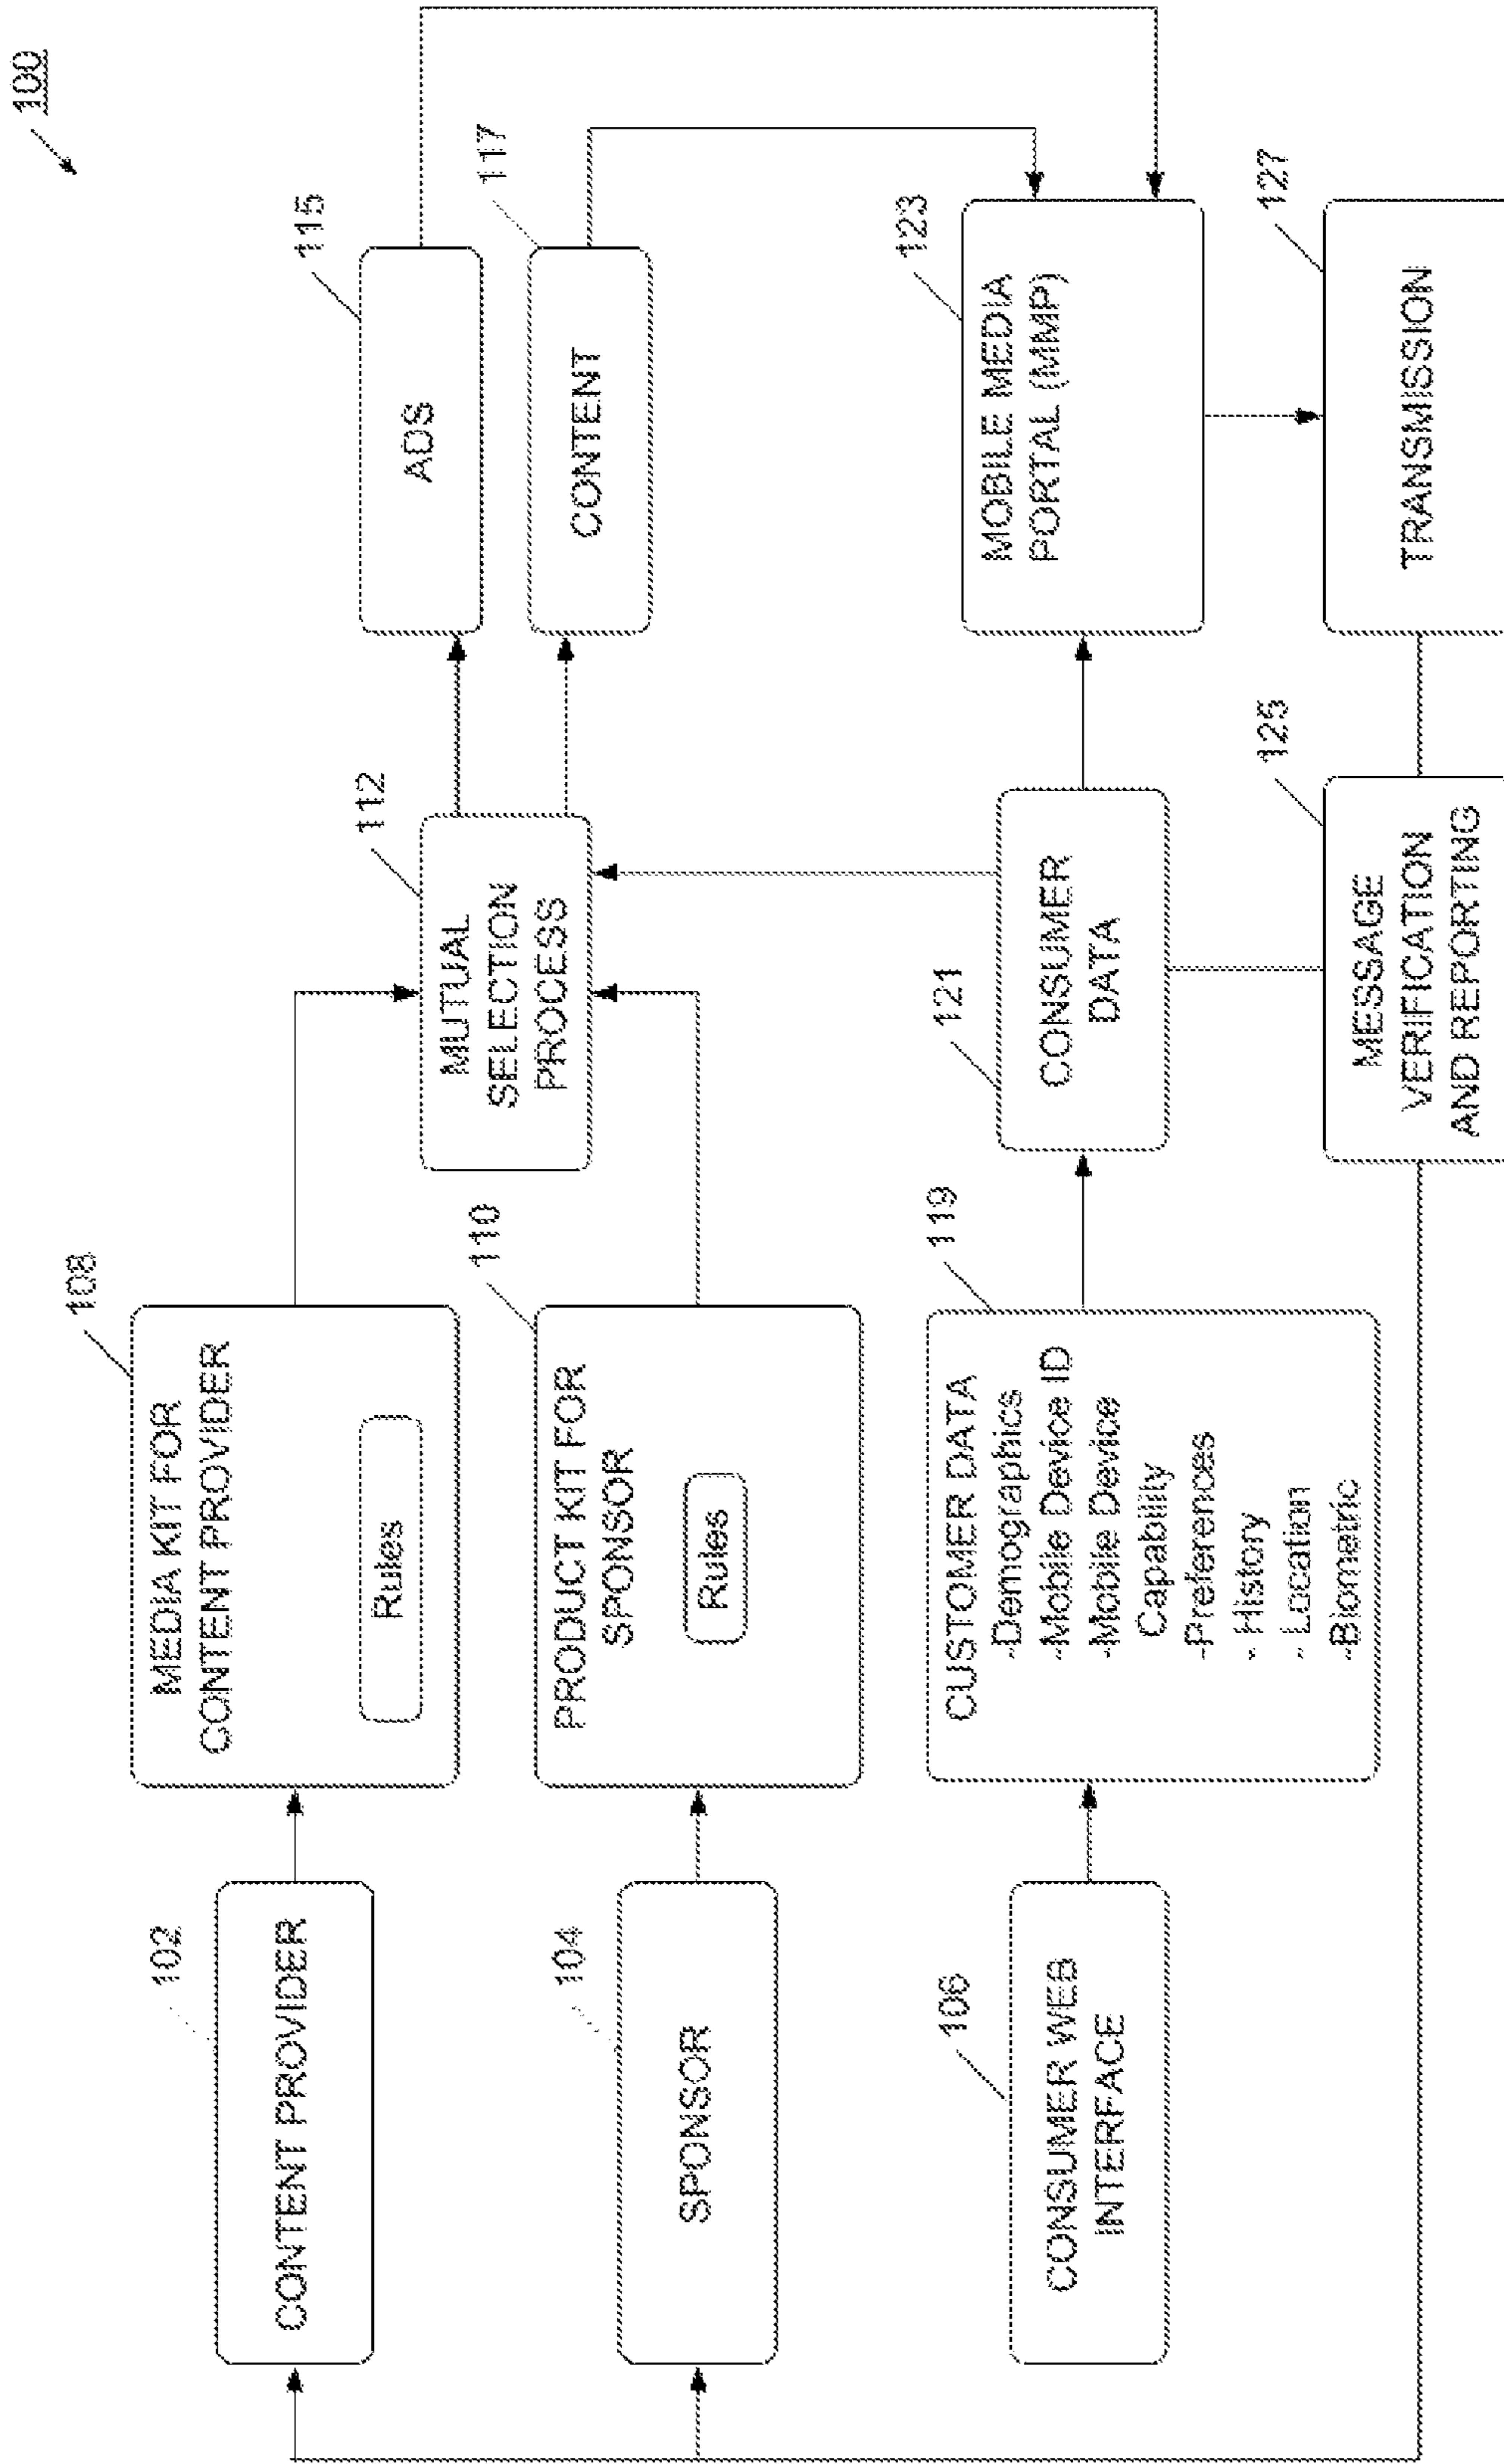 100
102
CONTENT PROVIDER
108
MEDIA KIT FOR
CONTENT PROVIDER
Rules
112
MUTUAL
SELECTION
PROCESS
115
ADS
117
CONTENT
104
SPONSOR
110
PRODUCT KIT FOR
SPONSOR
Rules
106
CONSUMER WEB
INTERFACE
119
CUSTOMER DATA
-Demographics
-Mobile Device ID
-Mobile Device
Capability
-Preferences
- History
- Location
-Biometric
121
CONSUMER
DATA
123
MOBILE MEDIA
PORTAL (MMP)
125
MESSAGE
VERIFICATION
AND REPORTING
127
TRANSMISSION